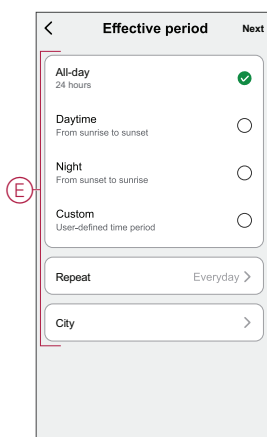 Effective period Next
All-day
24 hours
Daytime
From sunrise to sunset
Night
From sunset to sunrise
Custom
User-defined time period
E
Repeat Everyday
City